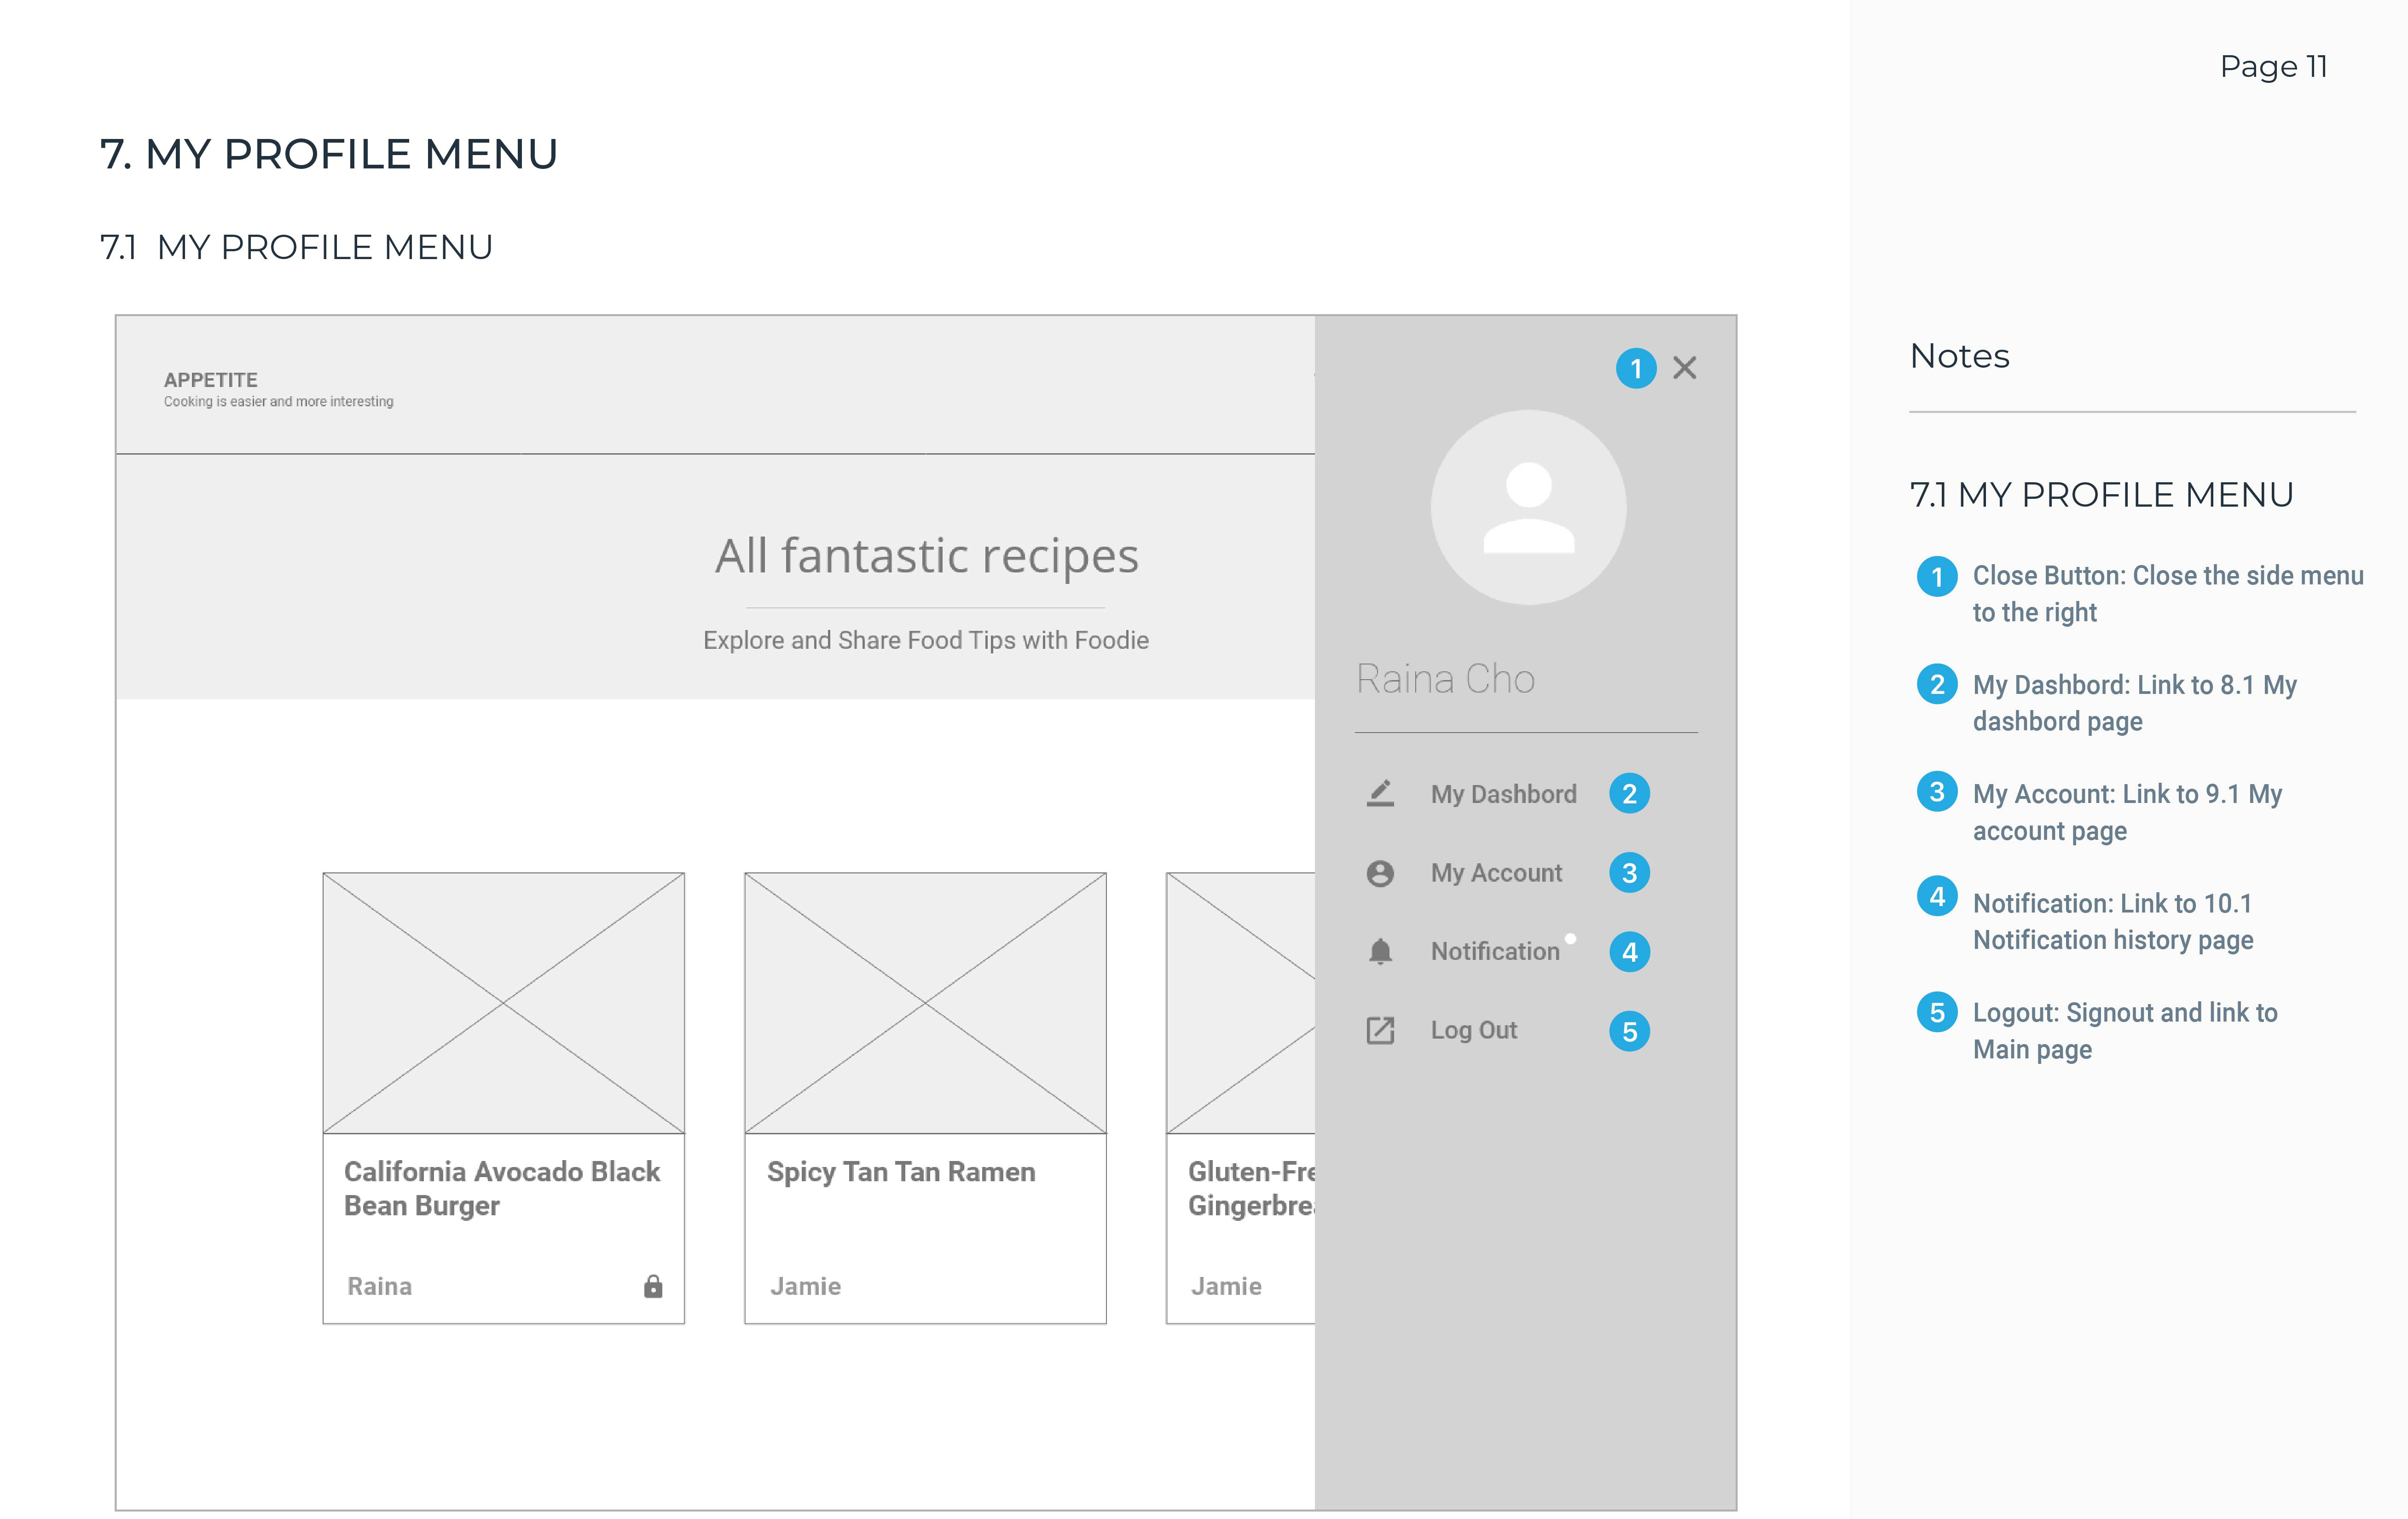 Page 11
7. MY PROFILE MENU
7.1 MY PROFILE MENU
APPETITE
Cooking is easier and more interesting
All fantastic recipes
Explore and Share Food Tips with Foodie
California Avocado Black
Bean Burger
Raina
Spicy Tan Tan Ramen
Jamie
Gluten-Fre
Gingerbre
Jamie
1
Raina Cho
My Dashbord 2
My Account 3
Notification 4
Log Out 5
Notes
7.1 MY PROFILE MENU
1 Close Button: Close the side menu
to the right
2 My Dashbord: Link to 8.1 My
dashbord page
3 My Account: Link to 9.1 My
account page
4 Notification: Link to 10.1
Notification history page
5 Logout: Signout and link to
Main page